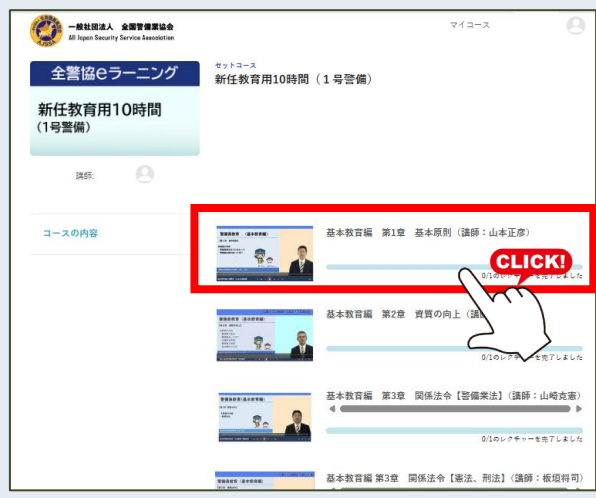 一般社団法人 全国警備業協会
All Japan Security Service Association
マイコース
全警協eラーニング
新任教育用10時間
(1号警備)
セットコース
新任教育用10時間(1号警備)
講師:
コースの内容
基本教育編 第1章 基本原則(講師:山本正彦)
CLICK!
0/1のレクチャーを完了しました
基本教育編 第2章 資質の向上(講師
0/1のレクチャーを完了しました
基本教育編 第3章 関係法令【警備業法】(講師:山崎克憲)
0/1のレクチャーを完了しました
基本教育編 第3章 関係法令【憲法、刑法】(講師:板垣将司)